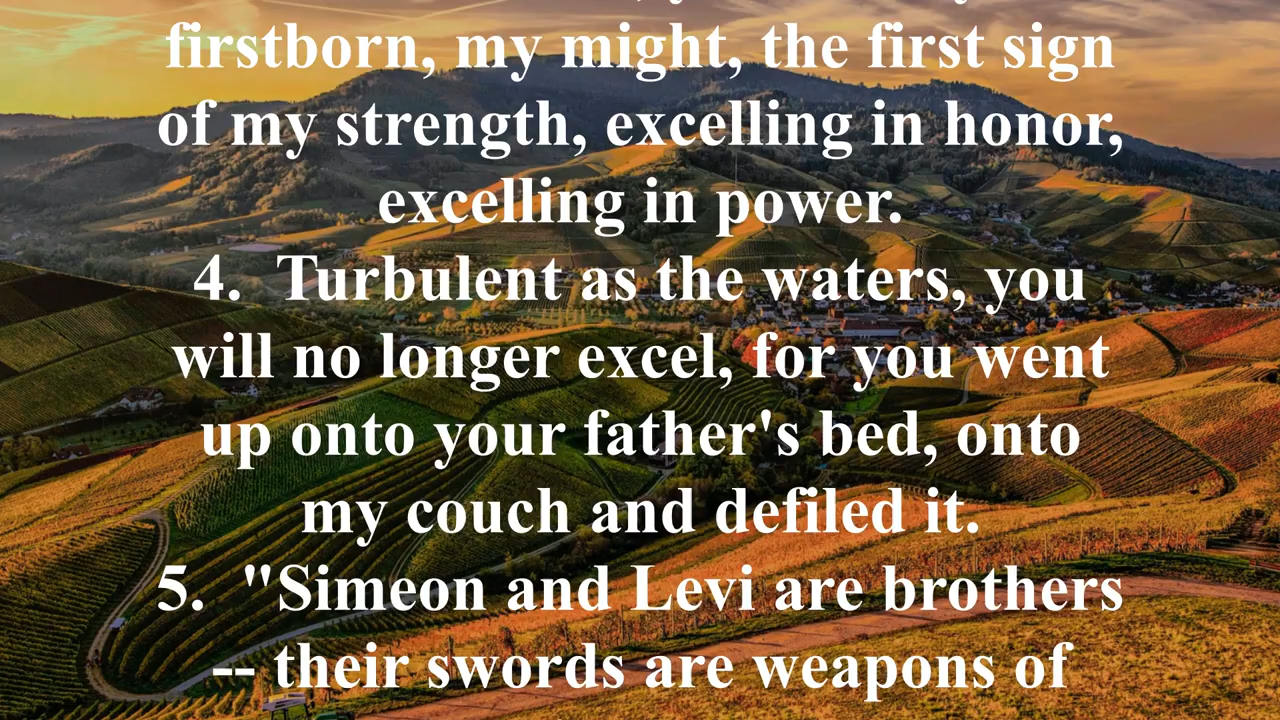 firstborn, my might, the first sign
of my strength, excelling in honor,
excelling in power.
4. Turbulent as the waters, you
will no longer excel, for you went
up onto your father's bed, onto
my couch and defiled it.
5. "Simeon and Levi are brothers
-- their swords are weapons of